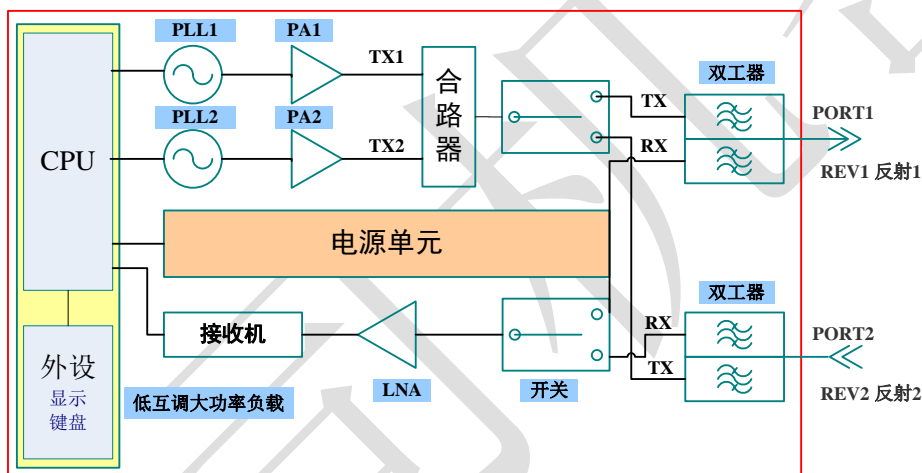 PLL1
PA1
TX1
合路器
TX
双工器
PORT1
PLL2
PA2
TX2
RX
REV1 反射1
CPU
电源单元
双工器
接收机
RX
PORT2
TX
外设
显示
键盘
低互调大功率负载
LNA
开关
REV2 反射2